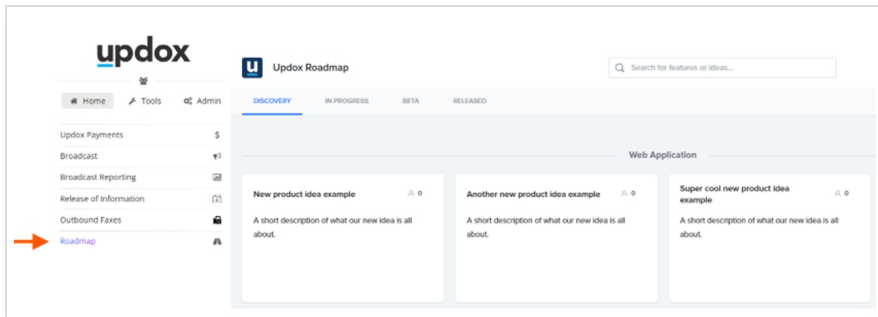 updox
Home Tools Admin
Updox Payments
Broadcast
Broadcast Reporting
Release of Information
Outbound Faxes
Roadmap
Updox Roadmap
Search for features or ideas...
DISCOVERY IN PROGRESS BETA RELEASED
Web Application
New product idea example 0
A short description of what our new idea is all
about.
Another new product idea example 0
A short description of what our new idea is all
about.
Super cool new product idea 0
example
A short description of what our new idea is all
about.